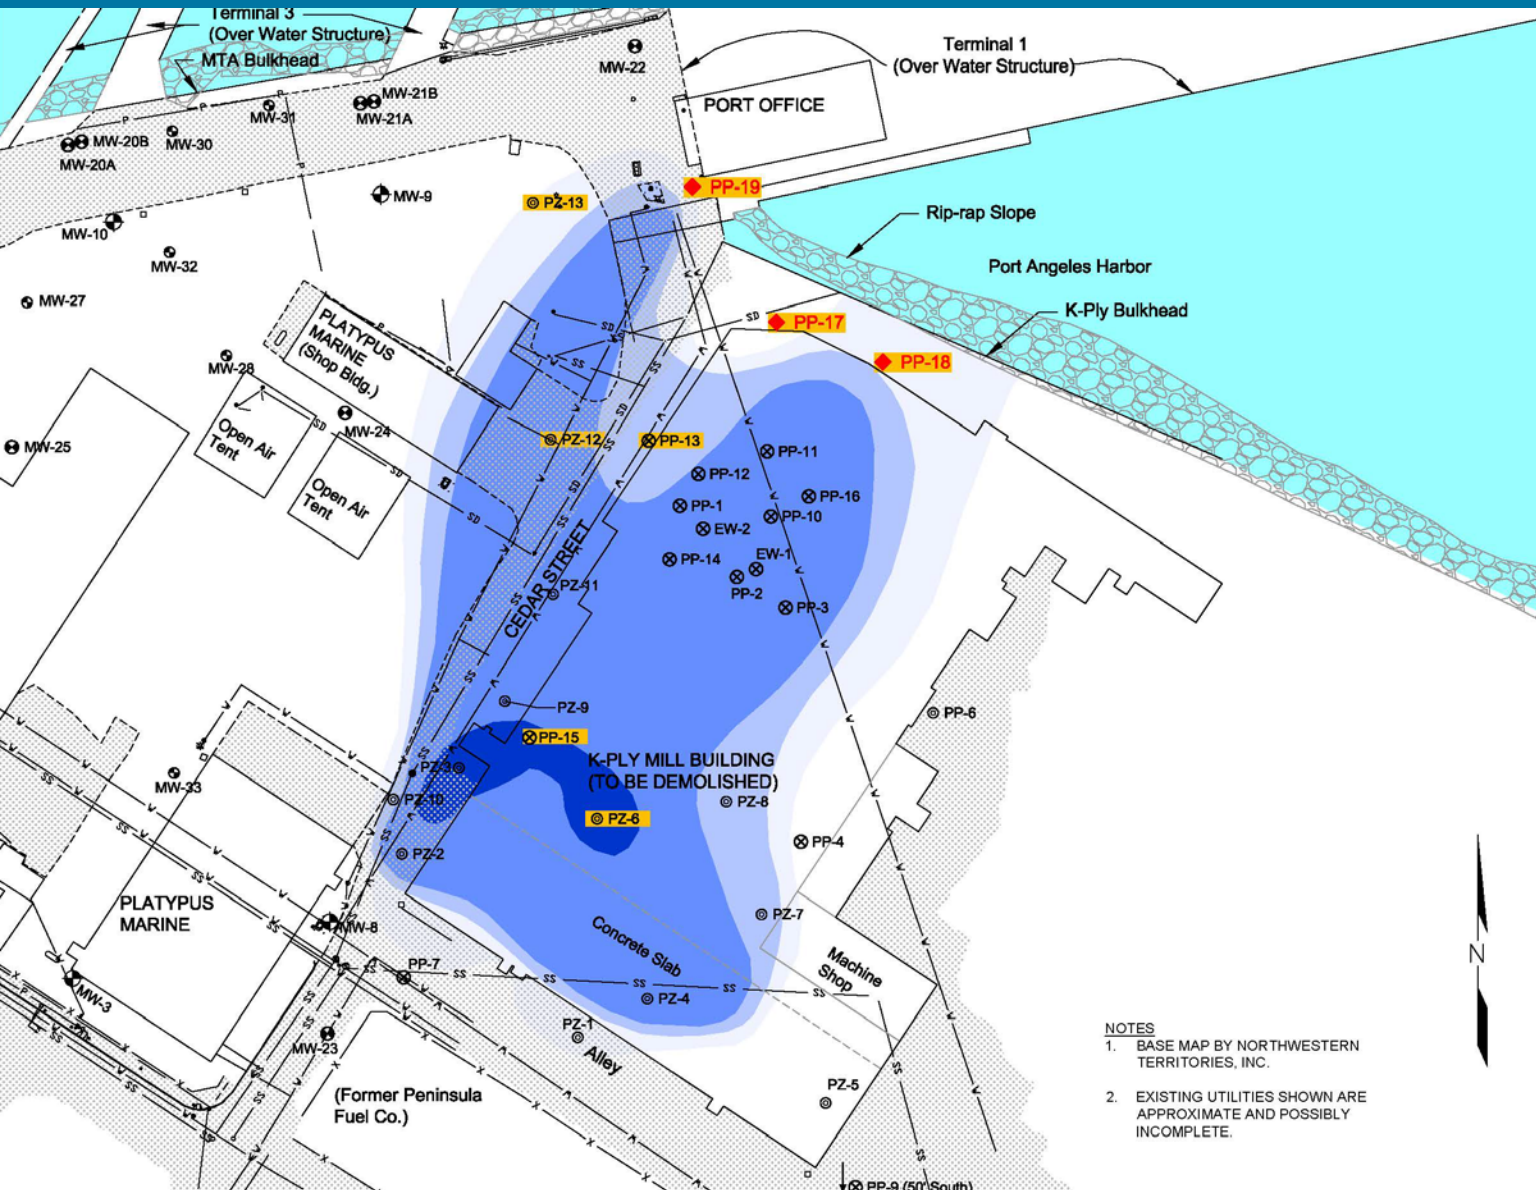 Terminal 3
(Over Water Structure)
MTA Bulkhead
MW-22
Terminal 1
(Over Water Structure)
PORT OFFICE
MW-21B
MW-21A
MW-31
MW-20B
MW-20A
MW-30
MW-9
MW-10
MW-32
MW-27
PZ-13
PP-19
Rip-rap Slope
Port Angeles Harbor
K-Ply Bulkhead
PP-17
PP-18
PLATYPUS
MARINE
(Shop Bldg.)
MW-28
MW-24
MW-25
Open Air
Tent
Open Air
Tent
PZ-12
PP-13
PP-11
PP-12
PP-16
PP-1
PP-10
EW-2
EW-1
PP-14
PP-2
PP-3
PZ-11
CEDAR STREET
PZ-9
PP-6
PP-15
K-PLY MILL BUILDING
(TO BE DEMOLISHED)
PZ-3
PZ-10
PZ-8
PZ-6
MW-33
PP-4
PZ-2
PLATYPUS
MARINE
MW-8
PZ-7
Concrete Slab
Machine
Shop
PP-7
MW-3
PZ-4
PZ-1
Alley
MW-23
PZ-5
(Former Peninsula
Fuel Co.)
PP-9 (50' South)
N
NOTES
1. BASE MAP BY NORTHWESTERN
TERRITORIES, INC.
2. EXISTING UTILITIES SHOWN ARE
APPROXIMATE AND POSSIBLY
INCOMPLETE.